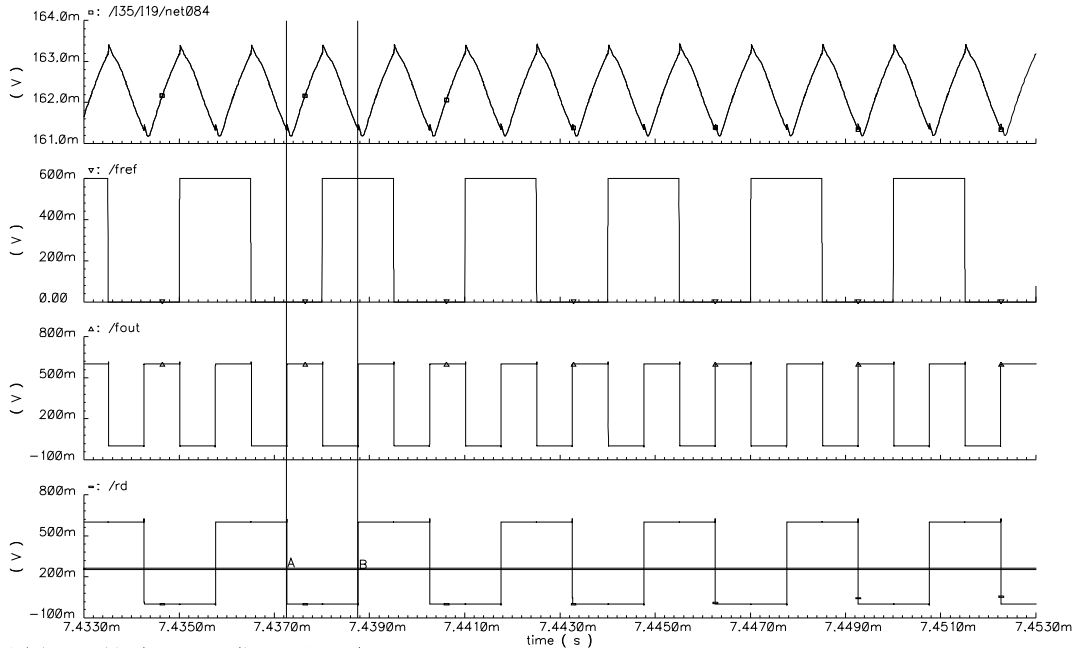 164.0m
□: /I35/I19/net084
163.0m
( V )
162.0m
161.0m
▽: /fref
600m
400m
( V )
200m
0.00
△: /fout
800m
500m
( V )
200m
-100m
-: /rd
800m
500m
( V )
A B
200m
-100m
7.4330m 7.4350m 7.4370m 7.4390m 7.4410m 7.4430m 7.4450m 7.4470m 7.4490m 7.4510m 7.4530m
time ( s )